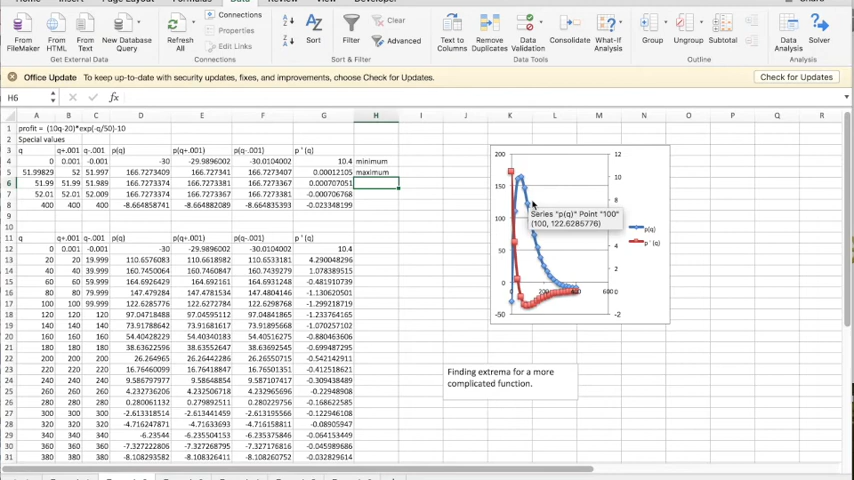 Insert Page Layout Formulas Data Review View Developer
From FileMaker From HTML From Text New Database Query Refresh All Connections Properties Edit Links Sort Filter Clear Advanced Text to Columns Remove Duplicates Data Validation Consolidate What-If Analysis Group Ungroup Subtotal Data Analysis Solver
Get External Data Sort & Filter Data Tools Outline Analysis
Office Update To keep up-to-date with security updates, fixes, and improvements, choose Check for Updates. Check for Updates
H6 fx
A B C D E F G H I J K L M N O P Q R
1 profit = (10q-20)*exp(-q/50)-10
2 Special values
3 q q+.001 q-.001 p(q) p(q+.001) p(q-.001) p ' (q)
4 0 0.001 -0.001 -30 -29.9896002 -30.0104002 10.4 minimum
5 51.99829 52 51.997 166.7273409 166.727341 166.7273407 0.00012105 maximum
6 51.99 51.99 51.989 166.7273374 166.7273381 166.7273367 0.000707051
7 52.01 52.01 52.009 166.7273374 166.7273367 166.7273381 -0.000706768
8 400 400 400 -8.664858741 -8.664882089 -8.664835393 -0.023348199
9
10
11 q q+.001 q-.001 p(q) p(q+.001) p(q-.001) p ' (q)
12 0 0.001 -0.001 -30 -29.9896002 -30.0104002 10.4
13 20 20 19.999 110.6576083 110.6618982 110.6533181 4.290048296
14 40 40 39.999 160.7450064 160.7460847 160.7439279 1.078389515
15 60 60 59.999 164.6926429 164.692161 164.6931248 -0.481910739
16 80 80 79.999 147.479284 147.4781534 147.4804146 -1.130620501
17 100 100 99.999 122.6285776 122.6272784 122.6298768 -1.299218719
18 120 120 120 97.04718488 97.04595112 97.04841865 -1.233764165
19 140 140 140 73.91788642 73.91681617 73.91895668 -1.070257102
20 160 160 160 54.40428229 54.40340183 54.40516275 -0.880463606
21 180 180 180 38.63622595 38.63552665 38.63692545 -0.699487295
22 200 200 200 26.264965 26.26442286 26.26550715 -0.542142911
23 220 220 220 16.76460099 16.76418847 16.76501351 -0.412518621
24 240 240 240 9.586797977 9.58648854 9.587107417 -0.309438489
25 260 260 260 4.232736206 4.232506718 4.232965696 -0.22948908
26 280 280 280 0.280061132 0.279892511 0.280229756 -0.168622585
27 300 300 300 -2.613318514 -2.613441459 -2.613195566 -0.122946108
28 320 320 320 -4.716247871 -4.71633693 -4.716158811 -0.08905947
29 340 340 340 -6.23544 -6.235504153 -6.235375846 -0.064153449
30 360 360 360 -7.327222806 -7.327268791 -7.327176816 -0.045989686
31 380 380 380 -8.108293582 -8.108326411 -8.108260752 -0.032829614
200 12
150 10
100 8
50 4
0 2
-50 0
-2
0 200 400 600
Series "p(q)" Point "100"
(100, 122.6285776)
p(q)
p ' (q)
Finding extrema for a more
complicated function.